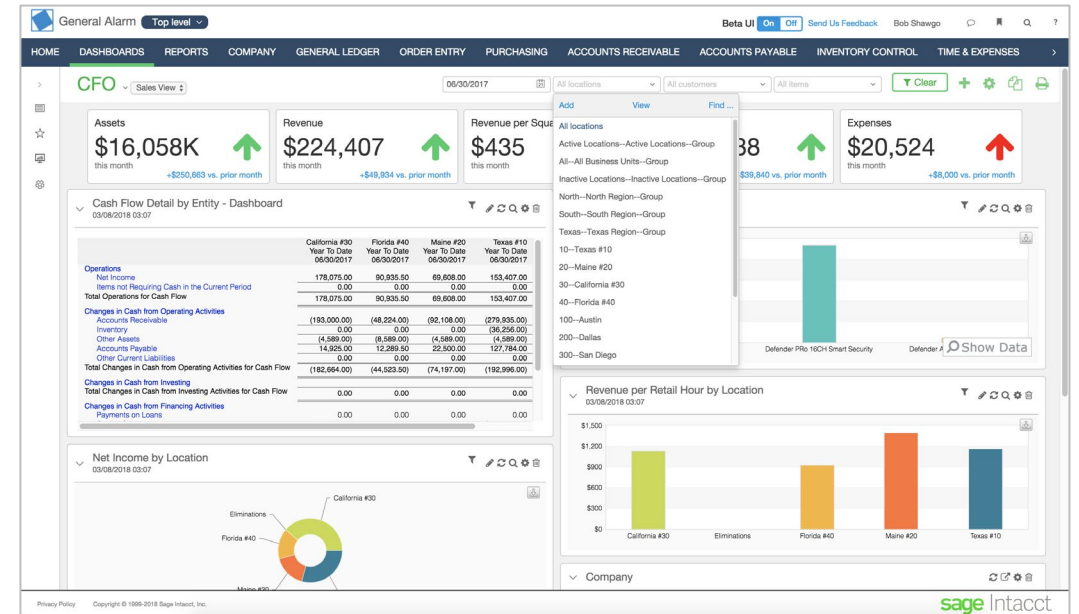 General Alarm Top level Beta UI On Off Send Us Feedback Bob Shawgo ?
HOME DASHBOARDS REPORTS COMPANY GENERAL LEDGER ORDER ENTRY PURCHASING ACCOUNTS RECEIVABLE ACCOUNTS PAYABLE INVENTORY CONTROL TIME & EXPENSES
CFO Sales View 06/30/2017 All locations All customers All items Clear
Add View Find ...
All locations
Active Locations--Active Locations--Group
All--All Business Units--Group
Inactive Locations--Inactive Locations--Group
North--North Region--Group
South--South Region--Group
Texas--Texas Region--Group
10--Texas #10
20--Maine #20
30--California #30
40--Florida #40
100--Austin
200--Dallas
300--San Diego
Assets
$16,058K
this month
+$250,663 vs. prior month
Revenue
$224,407
this month
+$49,934 vs. prior month
Revenue per Squa
$435
this month
38
$39,840 vs. prior month
Expenses
$20,524
this month
+$8,000 vs. prior month
Cash Flow Detail by Entity - Dashboard
03/08/2018 03:07
California #30 Florida #40 Maine #20 Texas #10
Year To Date Year To Date Year To Date Year To Date
06/30/2017 06/30/2017 06/30/2017 06/30/2017
Operations
Net Income 178,075.00 90,935.50 69,608.00 153,407.00
Items not Requiring Cash in the Current Period 0.00 0.00 0.00 0.00
Total Operations for Cash Flow 178,075.00 90,935.50 69,608.00 153,407.00
Changes in Cash from Operating Activities
Accounts Receivable (193,000.00) (48,224.00) (92,108.00) (279,935.00)
Inventory 0.00 0.00 0.00 (36,256.00)
Other Assets (4,589.00) (8,589.00) (4,589.00) (4,589.00)
Accounts Payable 14,925.00 12,289.50 22,500.00 127,784.00
Other Current Liabilities 0.00 0.00 0.00 0.00
Total Changes in Cash from Operating Activities for Cash Flow (182,664.00) (44,523.50) (74,197.00) (192,996.00)
Changes in Cash from Investing
Total Changes in Cash from Investing Activities for Cash Flow 0.00 0.00 0.00 0.00
Changes in Cash from Financing Activities
Payments on Loans 0.00 0.00 0.00 0.00
Defender PRo 16CH Smart Security Defender A
Show Data
Revenue per Retail Hour by Location
03/08/2018 03:07
$1,500
$1,200
$900
$600
$300
$0
California #30 Eliminations Florida #40 Maine #20 Texas #10
Net Income by Location
03/08/2018 03:07
California #30
Eliminations
Florida #40
Maine #20
Company
Privacy Policy Copyright © 1999-2018 Sage Intacct, Inc.
sage Intacct